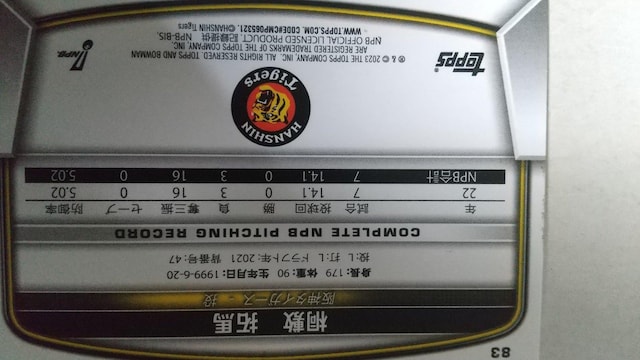 83
桐敷 拓馬
阪神タイガース - 投
身長: 179 体重: 90 生年月日: 1999-6-20
投: L 打: L ドラフト年: 2021 背番号: 47
COMPLETE NPB PITCHING RECORD
年 試合 投球回 勝 負 奪三振 セーブ 防御率
22 7 14.1 0 3 16 0 5.02
NPB合計 7 14.1 0 3 16 0 5.02
HANSHIN
Tigers
topps
® & © 2023 THE TOPPS COMPANY, INC. ALL RIGHTS RESERVED. TOPPS AND BOWMAN
ARE REGISTERED TRADEMARKS OF THE TOPPS COMPANY, INC.
NPB OFFICIAL LICENSED PRODUCT 記録提供 NPB-BIS,
WWW.TOPPS.COM. CODE#CMP065321. ©HANSHIN Tigers
NPB